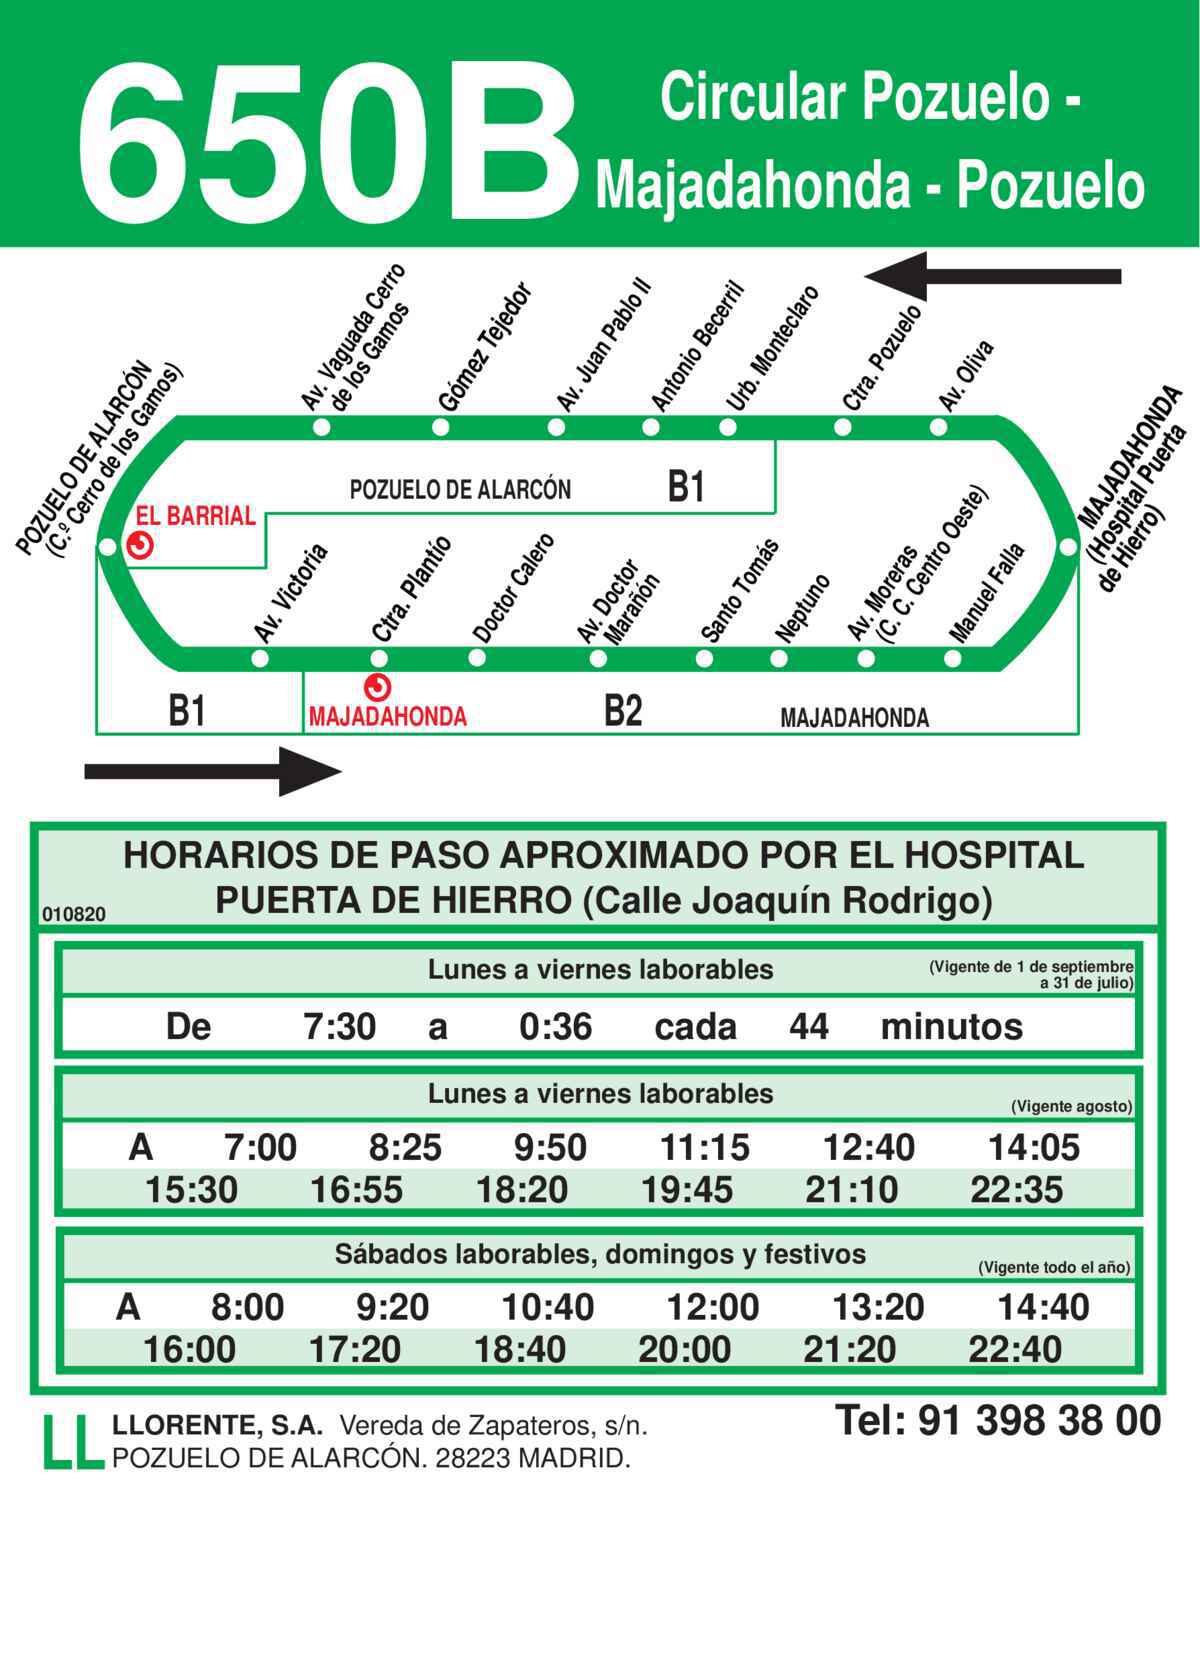 650B
Circular Pozuelo -
Majadahonda - Pozuelo
POZUELO DE ALARCÓN
(C.º Cerro de los Gamos)
Av. Vaguada Cerro
de los Gamos
Gómez Tejedor
Av. Juan Pablo II
Antonio Becerril
Urb. Monteclaro
Ctra. Pozuelo
Av. Oliva
MAJADAHONDA
(Hospital Puerta
de Hierro)
POZUELO DE ALARCÓN
B1
EL BARRIAL
Av. Victoria
Ctra. Plantío
Doctor Calero
Av. Doctor
Marañón
Santo Tomás
Neptuno
Av. Moreras
(C. C. Centro Oeste)
Manuel Falla
B1
MAJADAHONDA
B2
MAJADAHONDA
HORARIOS DE PASO APROXIMADO POR EL HOSPITAL
PUERTA DE HIERRO (Calle Joaquín Rodrigo)
010820
Lunes a viernes laborables
(Vigente de 1 de septiembre
a 31 de julio)
De 7:30 a 0:36 cada 44 minutos
Lunes a viernes laborables
(Vigente agosto)
A 7:00 8:25 9:50 11:15 12:40 14:05
15:30 16:55 18:20 19:45 21:10 22:35
Sábados laborables, domingos y festivos
(Vigente todo el año)
A 8:00 9:20 10:40 12:00 13:20 14:40
16:00 17:20 18:40 20:00 21:20 22:40
LL
LLORENTE, S.A. Vereda de Zapateros, s/n.
POZUELO DE ALARCÓN. 28223 MADRID.
Tel: 91 398 38 00